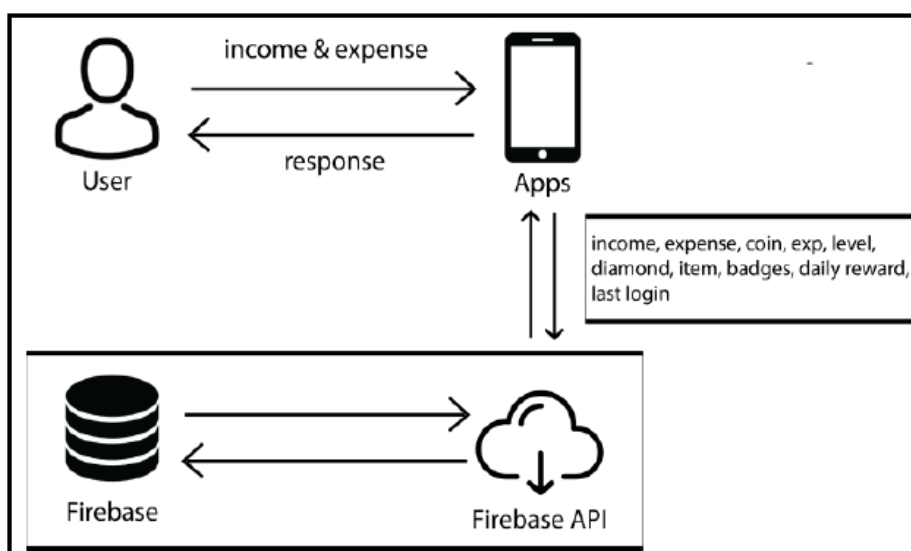 income & expense
response
User
Apps
income, expense, coin, exp, level,
diamond, item, badges, daily reward,
last login
Firebase
Firebase API